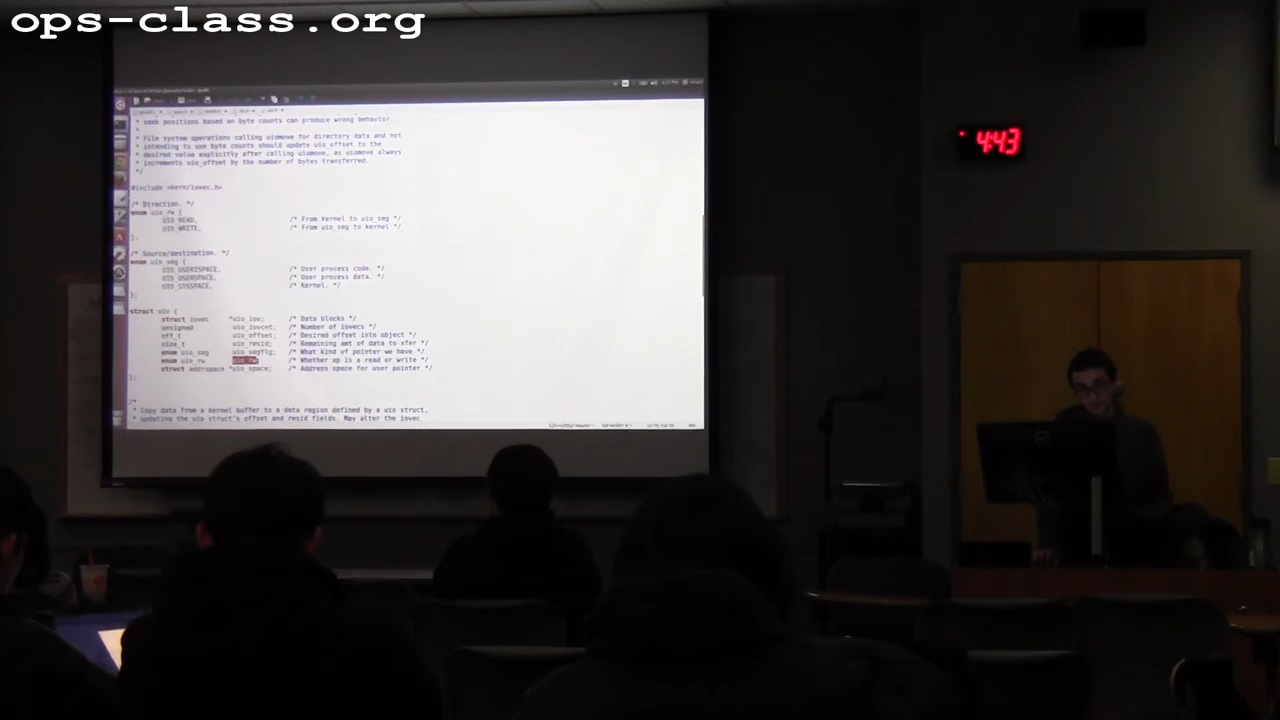 ops-class.org
* seek positions based on byte counts can produce wrong behavior.
*
* File system operations calling uiomove for directory data and not
* intending to use byte counts should update uio_offset to the
* desired value explicitly after calling uiomove, as uiomove always
* increments uio_offset by the number of bytes transferred.
*/
#include <kern/iovec.h>
/* Direction. */
enum uio_rw {
UIO_READ, /* From kernel to uio_seg */
UIO_WRITE, /* From uio_seg to kernel */
};
/* Source/destination. */
enum uio_seg {
UIO_USERISPACE, /* User process code. */
UIO_USERSPACE, /* User process data. */
UIO_SYSSPACE, /* Kernel. */
};
struct uio {
struct iovec *uio_iov; /* Data blocks */
unsigned uio_iovcnt; /* Number of iovecs */
off_t uio_offset; /* Desired offset into object */
size_t uio_resid; /* Remaining amt of data to xfer */
enum uio_seg uio_segflg; /* What kind of pointer we have */
enum uio_rw uio_rw; /* Whether op is a read or write */
struct addrspace *uio_space; /* Address space for user pointer */
};
/*
* Copy data from a kernel buffer to a data region defined by a uio struct,
* updating the uio struct's offset and resid fields. May alter the iovec
4:43